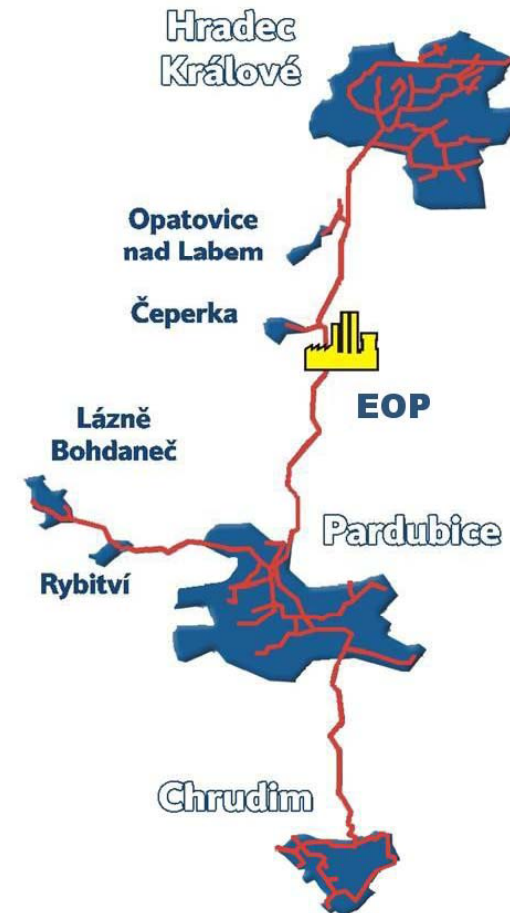 Hradec
Králové
Opatovice
nad Labem
Čeperka
EOP
Lázně
Bohdaneč
Pardubice
Rybitví
Chrudim